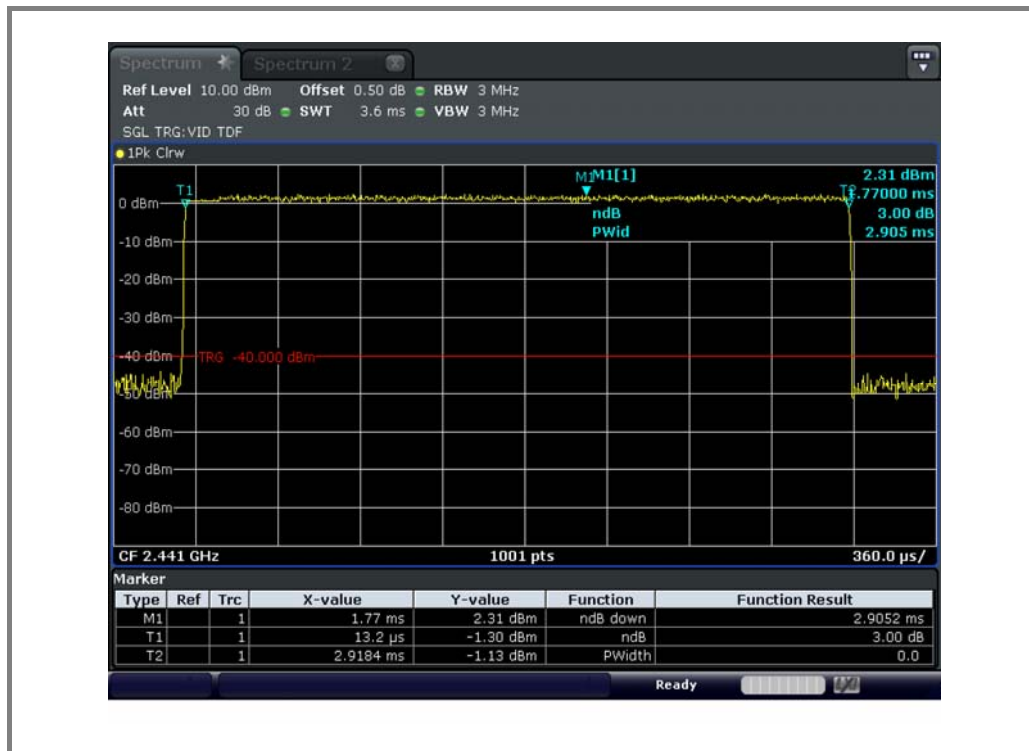 Spectrum Spectrum 2
Ref Level 10.00 dBm Offset 0.50 dB RBW 3 MHz
Att 30 dB SWT 3.6 ms VBW 3 MHz
SGL TRG:VID TDF
1Pk Clrw
M1 M1[1] 2.31 dBm
T1 T2 1.77000 ms
0 dBm
ndB 3.00 dB
PWid 2.905 ms
-10 dBm
-20 dBm
-30 dBm
-40 dBm TRG -40.000 dBm
-50 dBm
-60 dBm
-70 dBm
-80 dBm
CF 2.441 GHz 1001 pts 360.0 µs/
Marker
Type Ref Trc X-value Y-value Function Function Result
M1 1 1.77 ms 2.31 dBm ndB down 2.9052 ms
T1 1 13.2 µs -1.30 dBm ndB 3.00 dB
T2 1 2.9184 ms -1.13 dBm PWidth 0.0
Ready